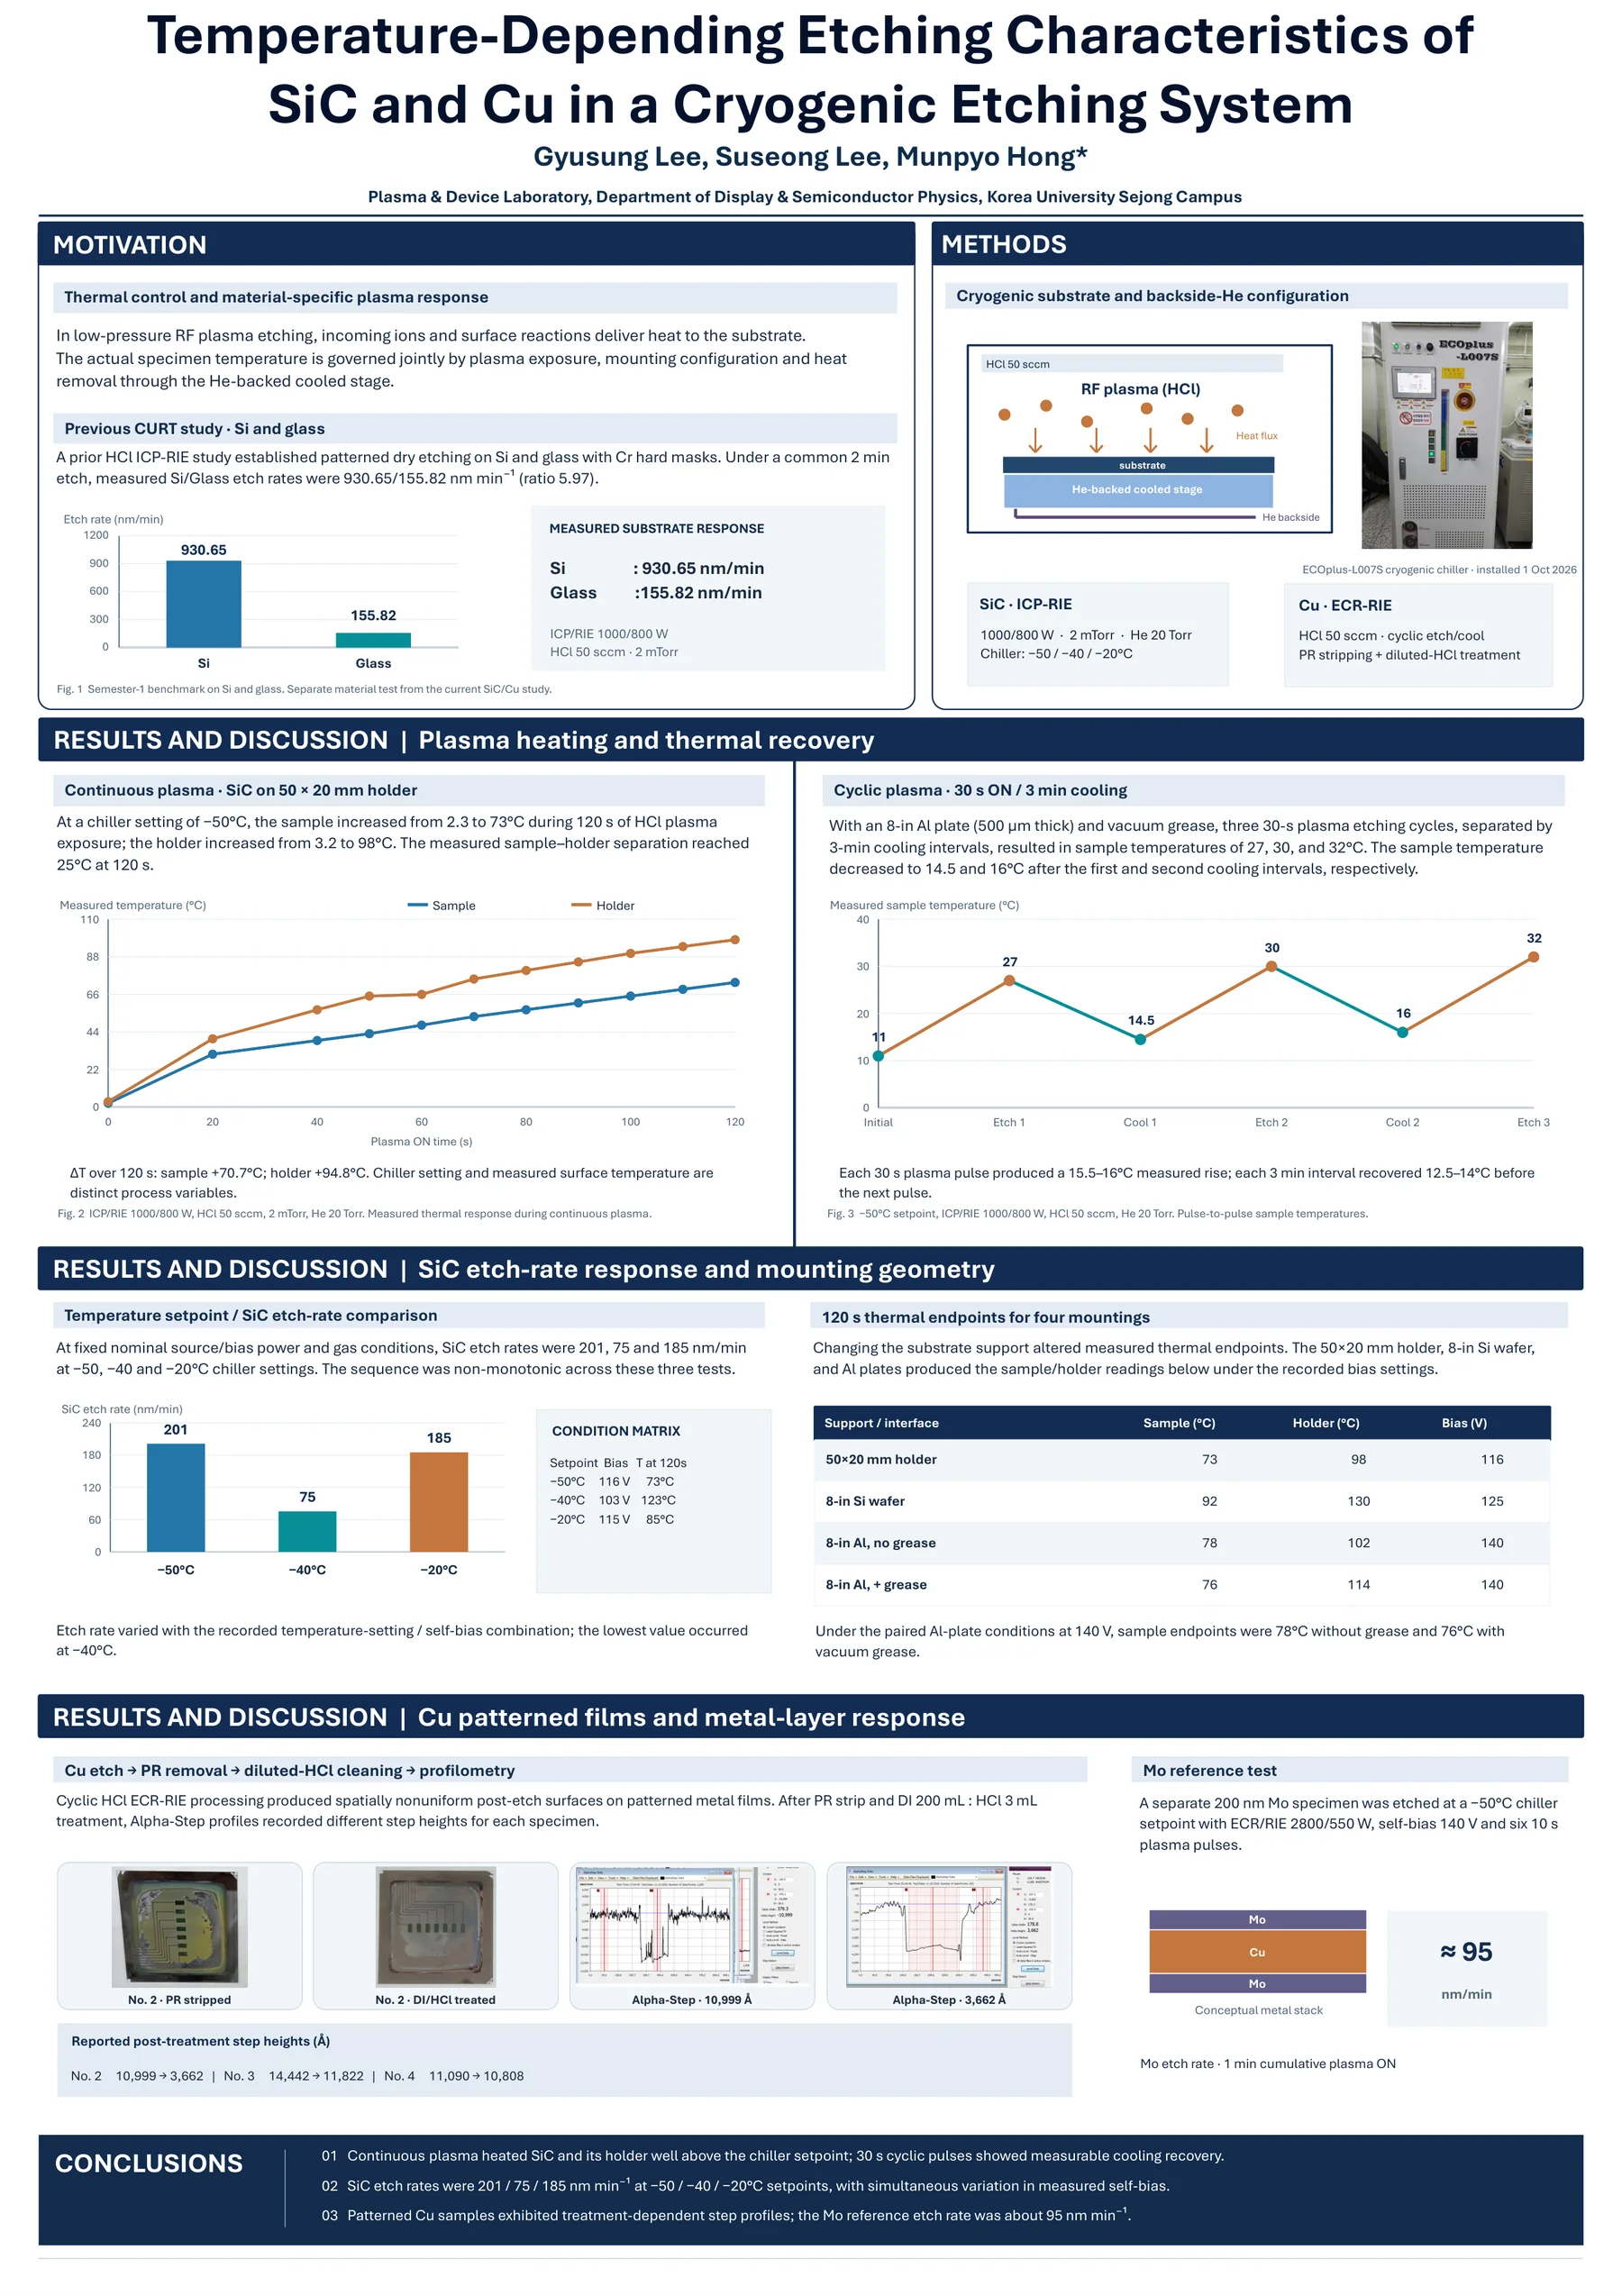 Temperature-Depending Etching Characteristics of
SiC and Cu in a Cryogenic Etching System
Gyusung Lee, Suseong Lee, Munpyo Hong*
Plasma & Device Laboratory, Department of Display & Semiconductor Physics, Korea University Sejong Campus
MOTIVATION
Thermal control and material-specific plasma response
In low-pressure RF plasma etching, incoming ions and surface reactions deliver heat to the substrate.
The actual specimen temperature is governed jointly by plasma exposure, mounting configuration and heat
removal through the He-backed cooled stage.
Previous CURT study · Si and glass
A prior HCl ICP-RIE study established patterned dry etching on Si and glass with Cr hard masks. Under a common 2 min
etch, measured Si/Glass etch rates were 930.65/155.82 nm min⁻¹ (ratio 5.97).
Etch rate (nm/min)
1200
900
600
300
0
930.65
155.82
Si
Glass
MEASURED SUBSTRATE RESPONSE
Si : 930.65 nm/min
Glass :155.82 nm/min
ICP/RIE 1000/800 W
HCl 50 sccm · 2 mTorr
Fig. 1 Semester-1 benchmark on Si and glass. Separate material test from the current SiC/Cu study.
METHODS
Cryogenic substrate and backside-He configuration
HCl 50 sccm
RF plasma (HCl)
Heat flux
substrate
He-backed cooled stage
He backside
ECOplus
-L007S
ECOplus-L007S cryogenic chiller · installed 1 Oct 2026
SiC · ICP-RIE
1000/800 W · 2 mTorr · He 20 Torr
Chiller: −50 / −40 / −20°C
Cu · ECR-RIE
HCl 50 sccm · cyclic etch/cool
PR stripping + diluted-HCl treatment
RESULTS AND DISCUSSION | Plasma heating and thermal recovery
Continuous plasma · SiC on 50 × 20 mm holder
At a chiller setting of −50°C, the sample increased from 2.3 to 73°C during 120 s of HCl plasma
exposure; the holder increased from 3.2 to 98°C. The measured sample–holder separation reached
25°C at 120 s.
Measured temperature (°C)
Sample
Holder
110
88
66
44
22
0
0 20 40 60 80 100 120
Plasma ON time (s)
ΔT over 120 s: sample +70.7°C; holder +94.8°C. Chiller setting and measured surface temperature are
distinct process variables.
Fig. 2 ICP/RIE 1000/800 W, HCl 50 sccm, 2 mTorr, He 20 Torr. Measured thermal response during continuous plasma.
Cyclic plasma · 30 s ON / 3 min cooling
With an 8-in Al plate (500 µm thick) and vacuum grease, three 30-s plasma etching cycles, separated by
3-min cooling intervals, resulted in sample temperatures of 27, 30, and 32°C. The sample temperature
decreased to 14.5 and 16°C after the first and second cooling intervals, respectively.
Measured sample temperature (°C)
40
30
20
10
0
11
27
14.5
30
16
32
Initial Etch 1 Cool 1 Etch 2 Cool 2 Etch 3
Each 30 s plasma pulse produced a 15.5–16°C measured rise; each 3 min interval recovered 12.5–14°C before
the next pulse.
Fig. 3 −50°C setpoint, ICP/RIE 1000/800 W, HCl 50 sccm, He 20 Torr. Pulse-to-pulse sample temperatures.
RESULTS AND DISCUSSION | SiC etch-rate response and mounting geometry
Temperature setpoint / SiC etch-rate comparison
At fixed nominal source/bias power and gas conditions, SiC etch rates were 201, 75 and 185 nm/min
at −50, −40 and −20°C chiller settings. The sequence was non-monotonic across these three tests.
SiC etch rate (nm/min)
240
180
120
60
0
201
75
185
−50°C −40°C −20°C
CONDITION MATRIX
Setpoint Bias T at 120s
−50°C 116 V 73°C
−40°C 103 V 123°C
−20°C 115 V 85°C
Etch rate varied with the recorded temperature-setting / self-bias combination; the lowest value occurred
at −40°C.
120 s thermal endpoints for four mountings
Changing the substrate support altered measured thermal endpoints. The 50×20 mm holder, 8-in Si wafer,
and Al plates produced the sample/holder readings below under the recorded bias settings.
Support / interface Sample (°C) Holder (°C) Bias (V)
50×20 mm holder 73 98 116
8-in Si wafer 92 130 125
8-in Al, no grease 78 102 140
8-in Al, + grease 76 114 140
Under the paired Al-plate conditions at 140 V, sample endpoints were 78°C without grease and 76°C with
vacuum grease.
RESULTS AND DISCUSSION | Cu patterned films and metal-layer response
Cu etch → PR removal → diluted-HCl cleaning → profilometry
Cyclic HCl ECR-RIE processing produced spatially nonuniform post-etch surfaces on patterned metal films. After PR strip and DI 200 mL : HCl 3 mL
treatment, Alpha-Step profiles recorded different step heights for each specimen.
No. 2 · PR stripped
No. 2 · DI/HCl treated
Alpha-Step · 10,999 Å
Alpha-Step · 3,662 Å
Reported post-treatment step heights (Å)
No. 2 10,999 → 3,662 | No. 3 14,442 → 11,822 | No. 4 11,090 → 10,808
Mo reference test
A separate 200 nm Mo specimen was etched at a −50°C chiller
setpoint with ECR/RIE 2800/550 W, self-bias 140 V and six 10 s
plasma pulses.
Mo
Cu
Mo
Conceptual metal stack
≈ 95
nm/min
Mo etch rate · 1 min cumulative plasma ON
CONCLUSIONS
01 Continuous plasma heated SiC and its holder well above the chiller setpoint; 30 s cyclic pulses showed measurable cooling recovery.
02 SiC etch rates were 201 / 75 / 185 nm min⁻¹ at −50 / −40 / −20°C setpoints, with simultaneous variation in measured self-bias.
03 Patterned Cu samples exhibited treatment-dependent step profiles; the Mo reference etch rate was about 95 nm min⁻¹.